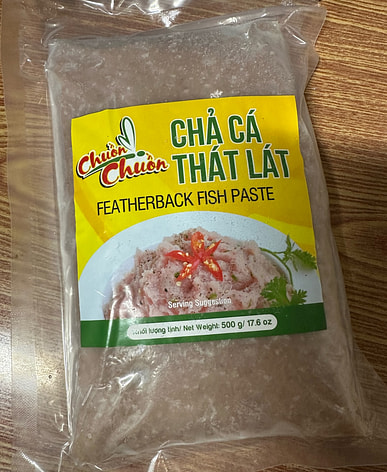 Chuồn
Chuồn
CHẢ CÁ
THÁT LÁT
FEATHERBACK FISH PASTE
Serving Suggestion
Khối lượng tịnh/ Net Weight: 500 g/ 17.6 oz